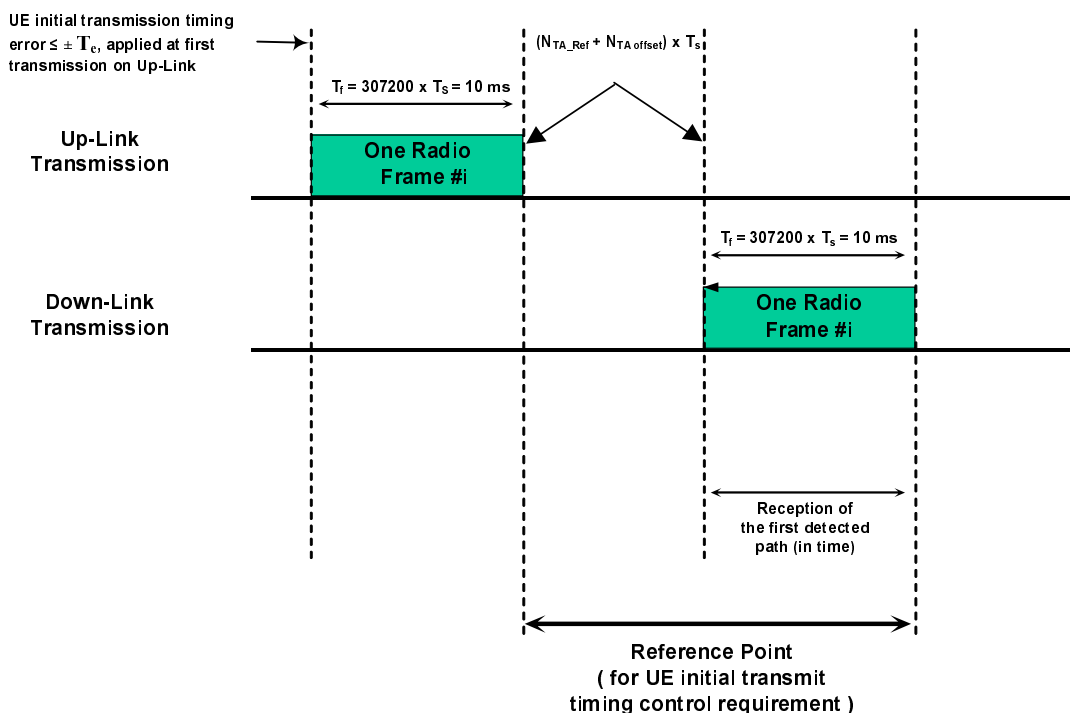 UE initial transmission timing
error ≤ ± Te, applied at first
transmission on Up-Link
(NTA_Ref + NTA offset) x Ts
Tf = 307200 x TS = 10 ms
Up-Link
Transmission
One Radio
Frame #i
Tf = 307200 x Ts = 10 ms
Down-Link
Transmission
One Radio
Frame #i
Reception of
the first detected
path (in time)
Reference Point
( for UE initial transmit
timing control requirement )